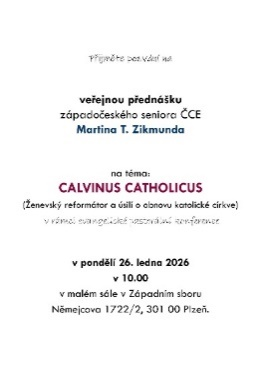 Přijměte pozvání na
veřejnou přednášku
západočeského seniora ČCE
Martina T. Zikmunda
na téma:
CALVINUS CATHOLICUS
(Ženevský reformátor a úsilí o obnovu katolické církve)
v rámci evangelické pastorální konference
v pondělí 26. ledna 2026
v 10.00
v malém sále v Západním sboru
Němejcova 1722/2, 301 00 Plzeň.